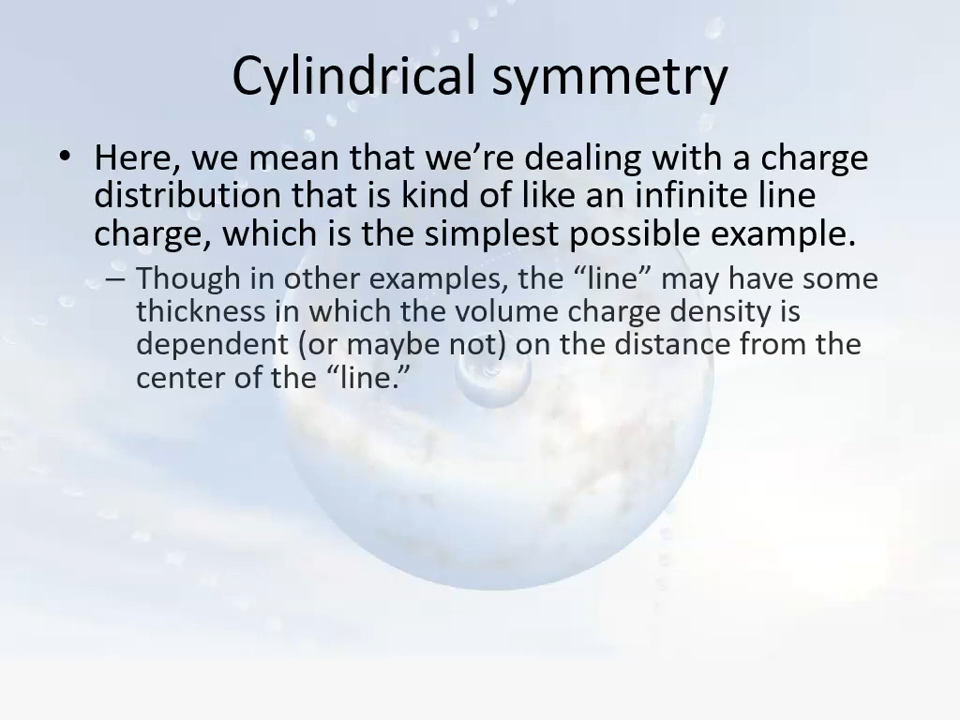 Cylindrical symmetry
• Here, we mean that we’re dealing with a charge
distribution that is kind of like an infinite line
charge, which is the simplest possible example.
– Though in other examples, the “line” may have some
thickness in which the volume charge density is
dependent (or maybe not) on the distance from the
center of the “line.”